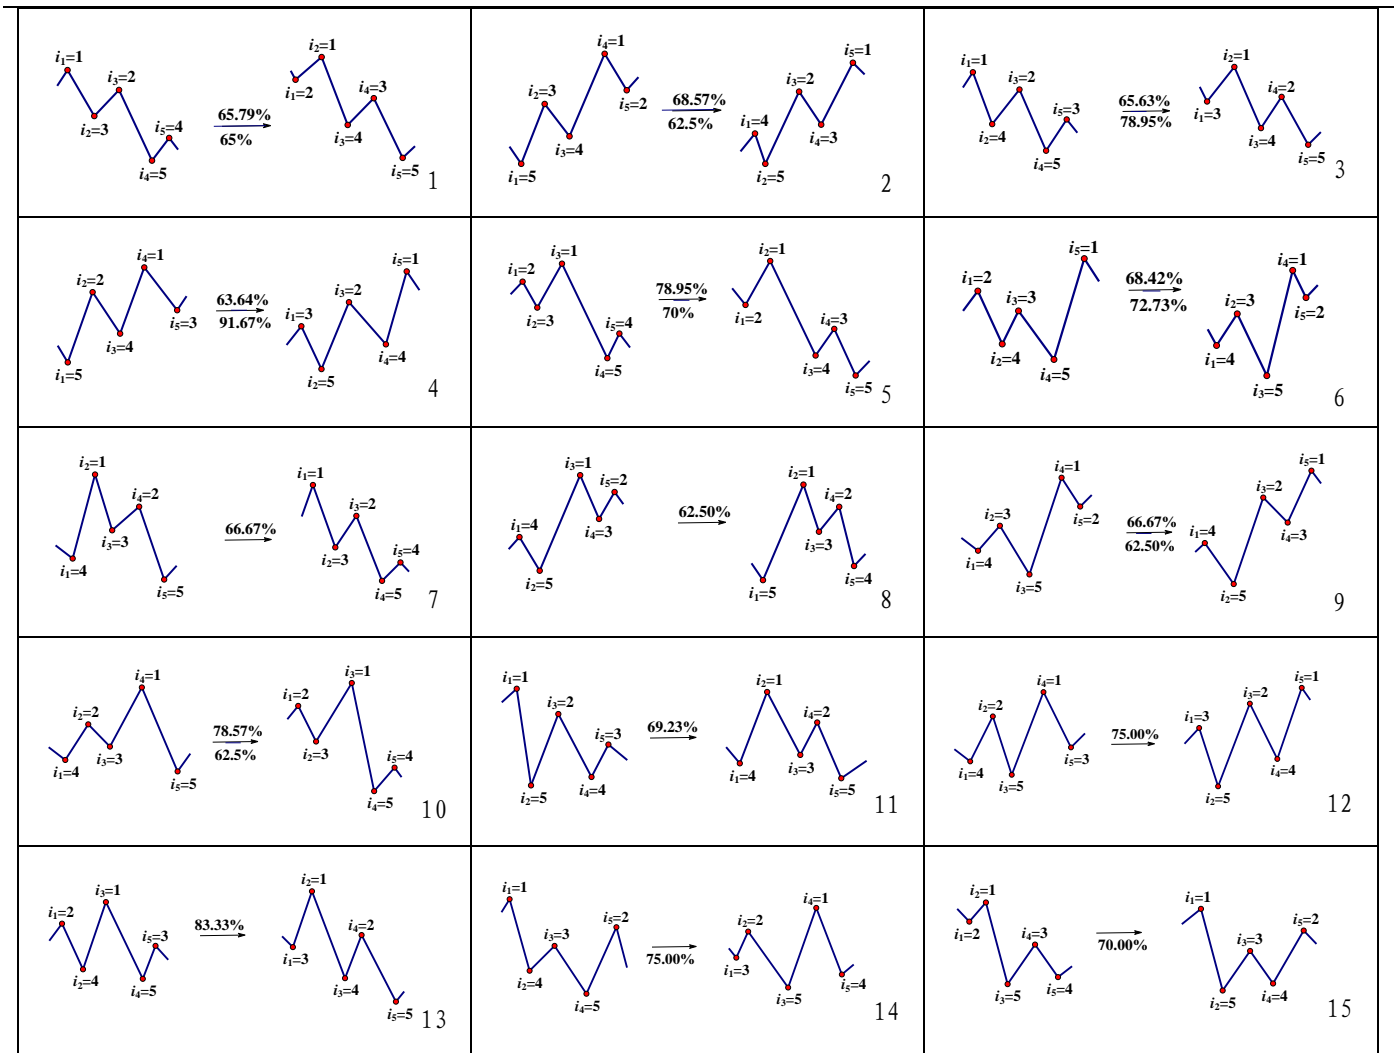 i₁=1
i₂=3
i₃=2
i₄=5
i₅=4
65.79%
65%
i₁=2
i₂=1
i₃=4
i₄=3
i₅=5
1
i₁=5
i₂=3
i₃=4
i₄=1
i₅=2
68.57%
62.5%
i₁=4
i₂=5
i₃=2
i₄=3
i₅=1
2
i₁=1
i₂=4
i₃=2
i₄=5
i₅=3
65.63%
78.95%
i₁=3
i₂=1
i₃=4
i₄=2
i₅=5
3
i₁=5
i₂=2
i₃=4
i₄=1
i₅=3
63.64%
91.67%
i₁=3
i₂=5
i₃=2
i₄=4
i₅=1
4
i₁=2
i₂=3
i₃=1
i₄=5
i₅=4
78.95%
70%
i₁=2
i₂=1
i₃=4
i₄=3
i₅=5
5
i₁=2
i₂=4
i₃=3
i₄=5
i₅=1
68.42%
72.73%
i₁=4
i₂=3
i₃=5
i₄=1
i₅=2
6
i₁=4
i₂=1
i₃=3
i₄=2
i₅=5
66.67%
i₁=1
i₂=3
i₃=2
i₄=5
i₅=4
7
i₁=4
i₂=5
i₃=1
i₄=3
i₅=2
62.50%
i₁=5
i₂=1
i₃=3
i₄=2
i₅=4
8
i₁=4
i₂=3
i₃=5
i₄=1
i₅=2
66.67%
62.50%
i₁=4
i₂=5
i₃=2
i₄=3
i₅=1
9
i₁=4
i₂=2
i₃=3
i₄=1
i₅=5
78.57%
62.5%
i₁=2
i₂=3
i₃=1
i₄=5
i₅=4
10
i₁=1
i₂=5
i₃=2
i₄=4
i₅=3
69.23%
i₁=4
i₂=1
i₃=3
i₄=2
i₅=5
11
i₁=4
i₂=2
i₃=5
i₄=1
i₅=3
75.00%
i₁=3
i₂=5
i₃=2
i₄=4
i₅=1
12
i₁=2
i₂=4
i₃=1
i₄=5
i₅=3
83.33%
i₁=3
i₂=1
i₃=4
i₄=2
i₅=5
13
i₁=1
i₂=4
i₃=3
i₄=5
i₅=2
75.00%
i₁=3
i₂=2
i₃=5
i₄=1
i₅=4
14
i₁=2
i₂=1
i₃=5
i₄=3
i₅=4
70.00%
i₁=1
i₂=5
i₃=3
i₄=4
i₅=2
15